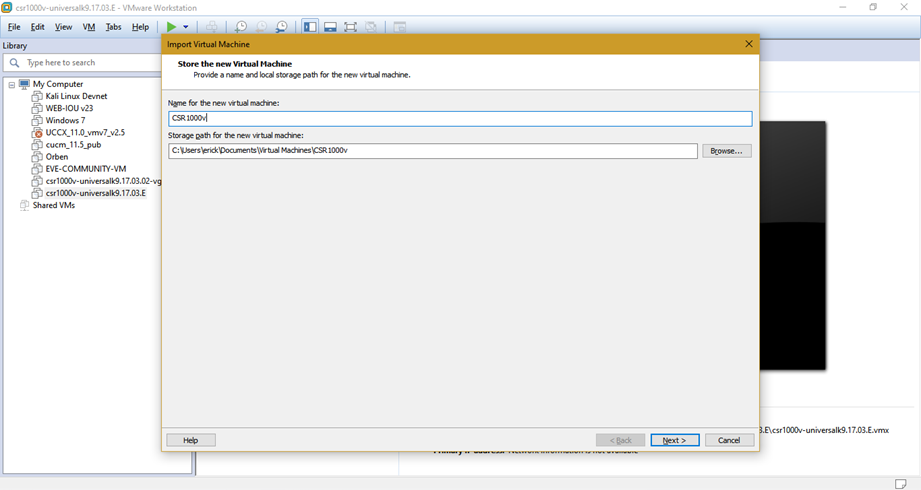 csr1000v-universalk9.17.03.E - VMware Workstation
File Edit View VM Tabs Help
Library
Type here to search
My Computer
Kali Linux Devnet
WEB-IOU v23
Windows 7
UCCX_11.0_vmv7_v2.5
cucm_11.5_pub
Orben
EVE-COMMUNITY-VM
csr1000v-universalk9.17.03.02-vg
csr1000v-universalk9.17.03.E
Shared VMs
Import Virtual Machine
Store the new Virtual Machine
Provide a name and local storage path for the new virtual machine.
Name for the new virtual machine:
CSR1000v
Storage path for the new virtual machine:
C:\Users\erick\Documents\Virtual Machines\CSR1000v
Browse...
Help
< Back
Next >
Cancel
3.E\csr1000v-universalk9.17.03.E.vmx
Primary IP address: Network information is not available